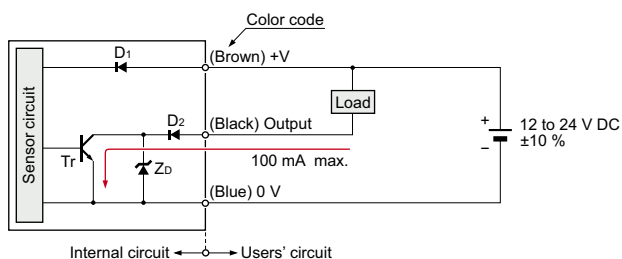 Color code
D1
(Brown) +V
Sensor circuit
Load
D2
(Black) Output
+
12 to 24 V DC
±10 %
−
Tr
ZD
100 mA max.
(Blue) 0 V
Internal circuit
Users' circuit